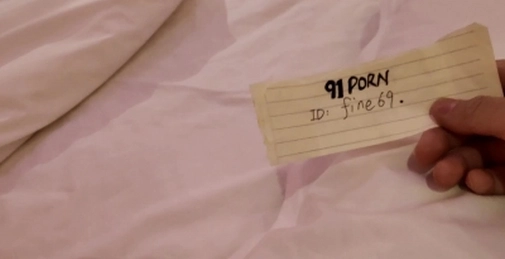 91 PORN
ID: fine69.